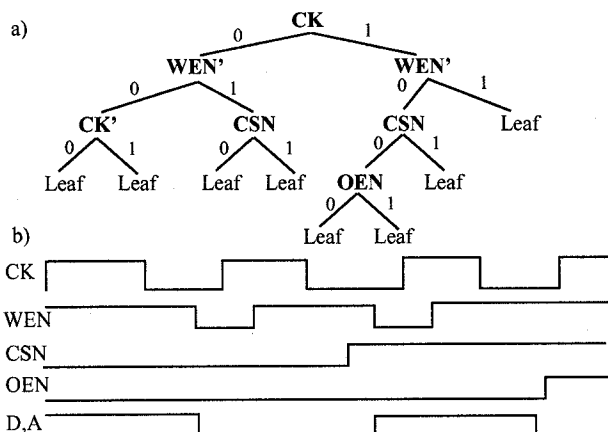 a)
CK
0 1
WEN' WEN'
0 1 0 1
CK' CSN CSN Leaf
0 1 0 1 0 1
Leaf Leaf Leaf Leaf OEN Leaf
0 1
Leaf Leaf
b)
CK
WEN
CSN
OEN
D,A